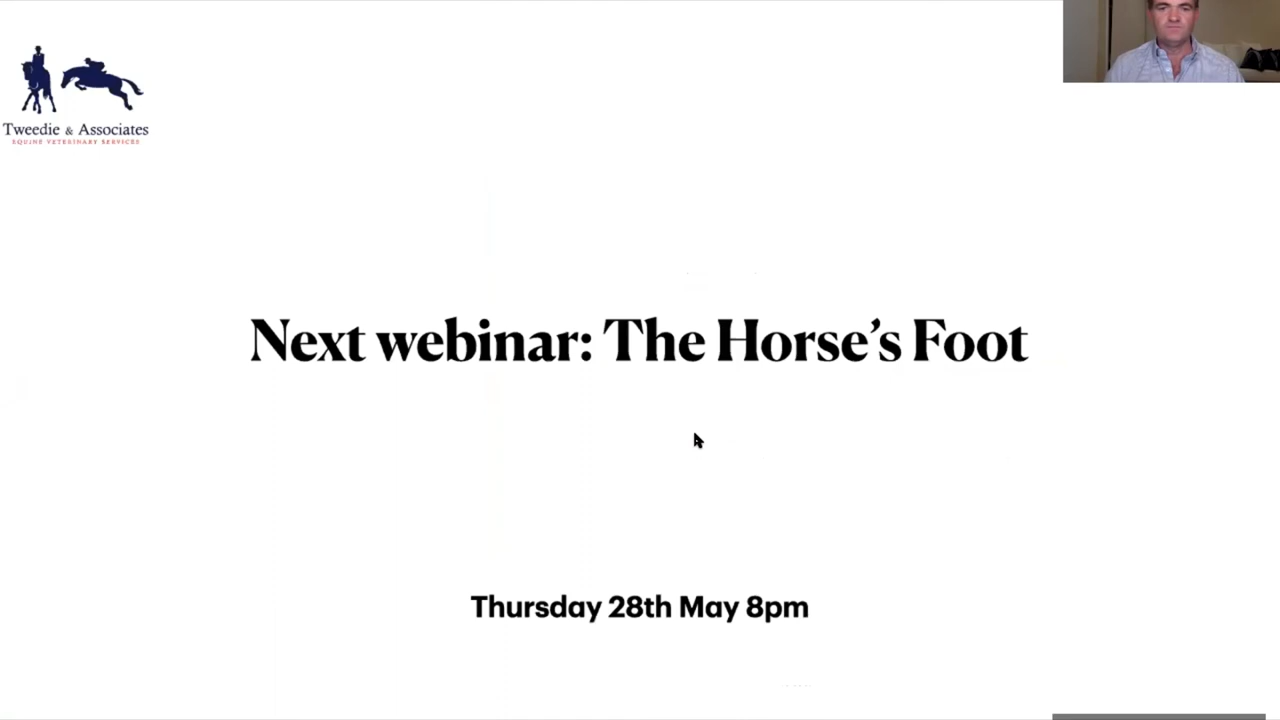 Tweedie & Associates
EQUINE VETERINARY SERVICES
Next webinar: The Horse’s Foot
Thursday 28th May 8pm